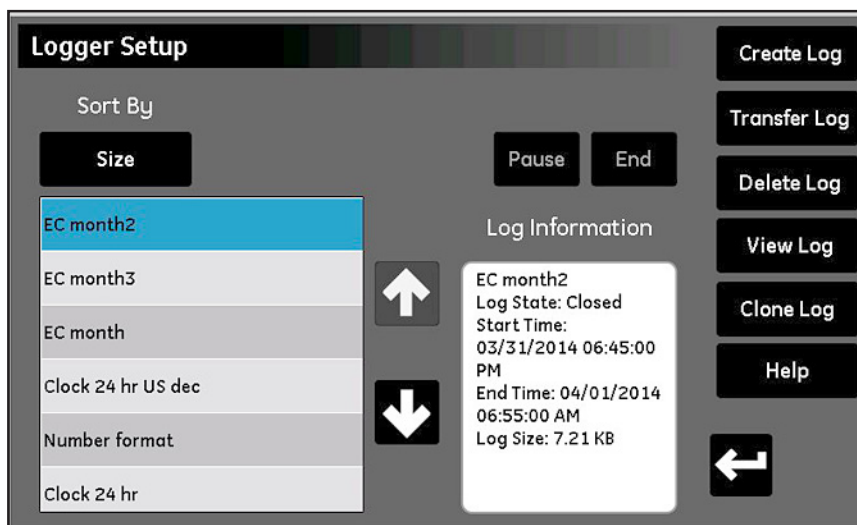 Logger Setup
Sort By
Size
EC month2
EC month3
EC month
Clock 24 hr US dec
Number format
Clock 24 hr
Pause
End
Log Information
EC month2
Log State: Closed
Start Time:
03/31/2014 06:45:00
PM
End Time: 04/01/2014
06:55:00 AM
Log Size: 7.21 KB
Create Log
Transfer Log
Delete Log
View Log
Clone Log
Help